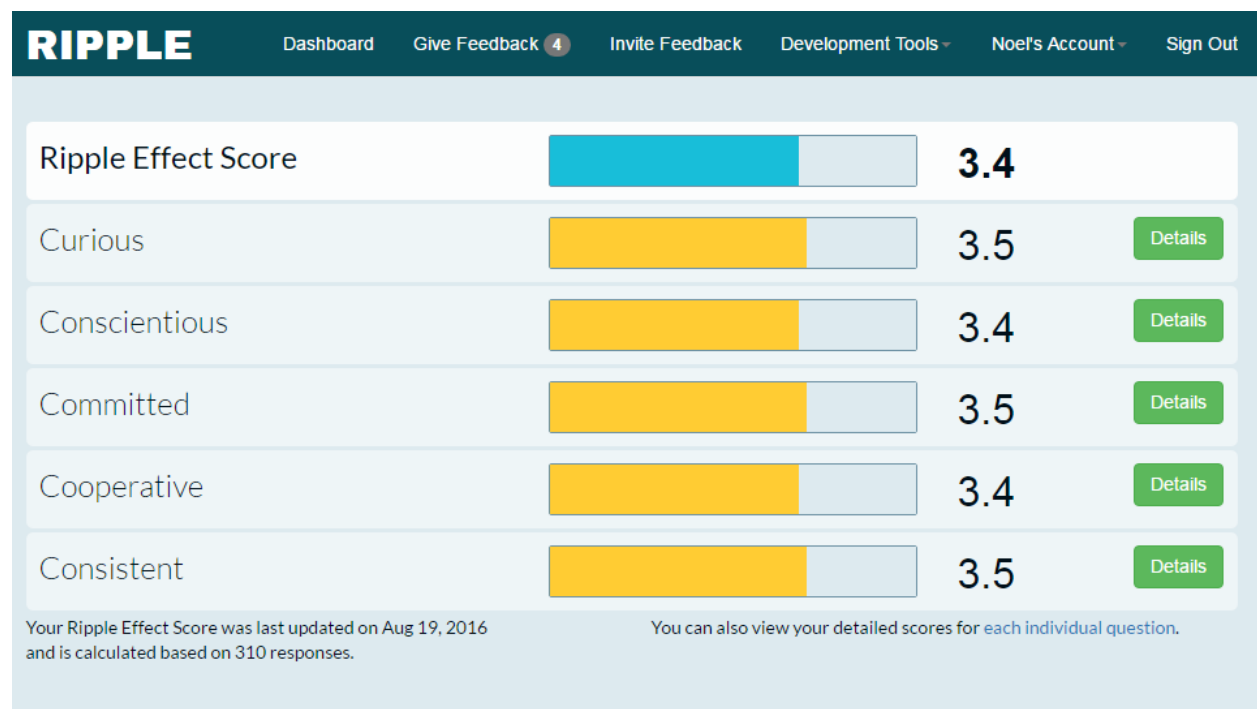 RIPPLE Dashboard Give Feedback 4 Invite Feedback Development Tools Noel's Account Sign Out
Ripple Effect Score 3.4
Curious 3.5 Details
Conscientious 3.4 Details
Committed 3.5 Details
Cooperative 3.4 Details
Consistent 3.5 Details
Your Ripple Effect Score was last updated on Aug 19, 2016
and is calculated based on 310 responses.
You can also view your detailed scores for each individual question.